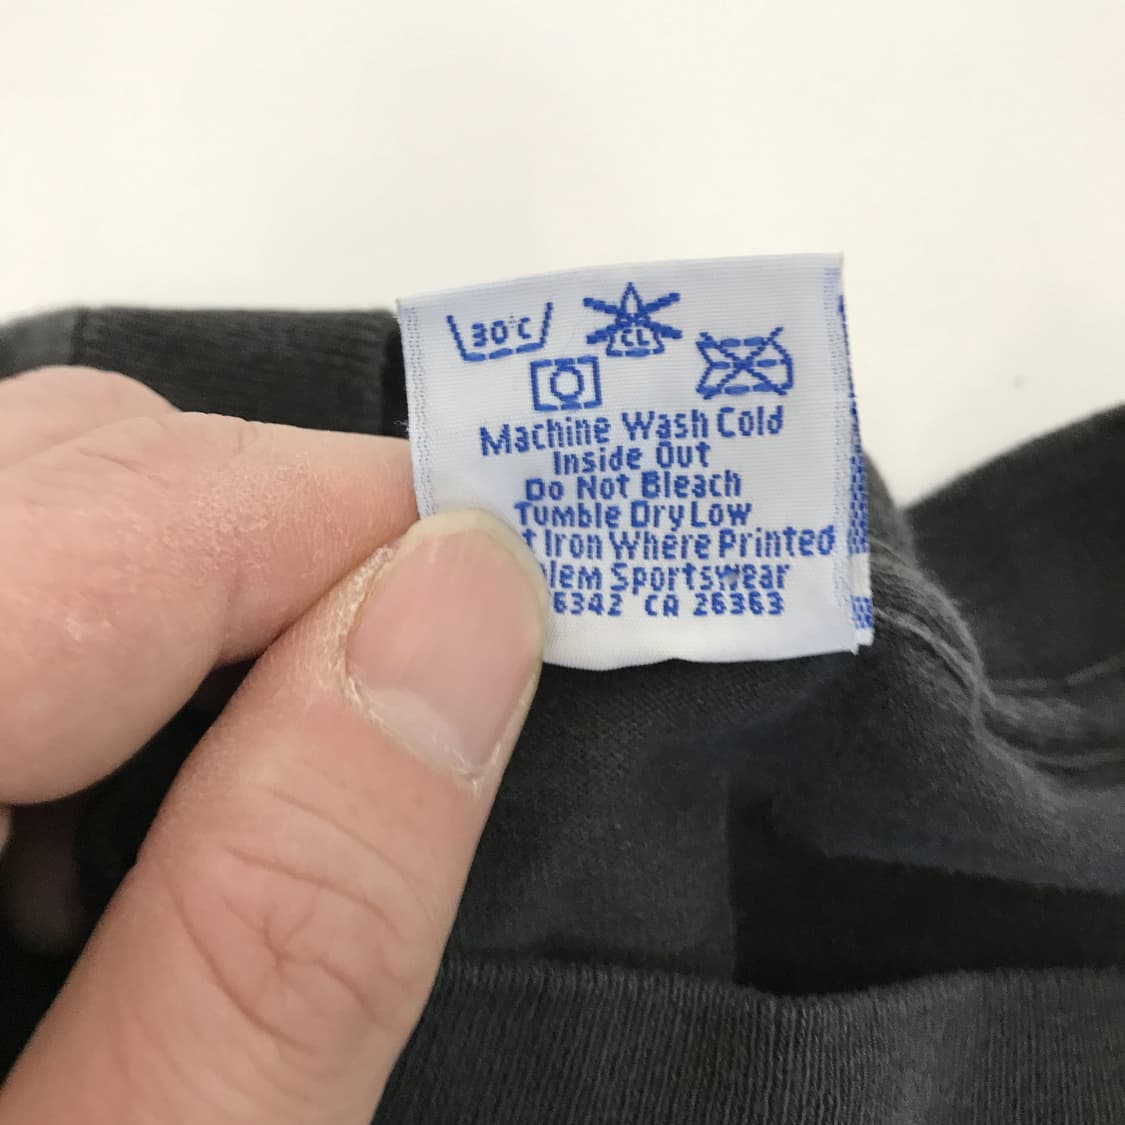 30°C
CL
Machine Wash Cold
Inside Out
Do Not Bleach
Tumble Dry Low
Iron Where Printed
Sportswear
6342 CA 26363